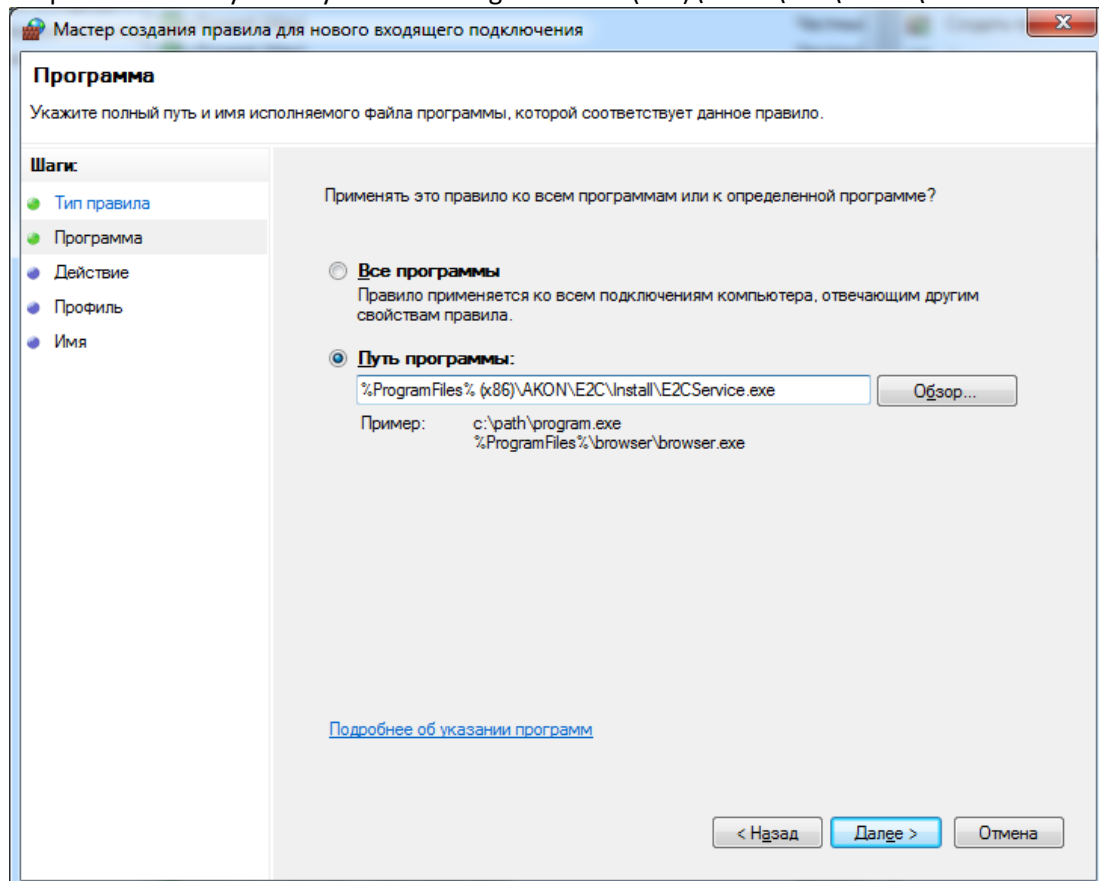 Мастер создания правила для нового входящего подключения
Программа
Укажите полный путь и имя исполняемого файла программы, которой соответствует данное правило.
Шаги:
Тип правила
Программа
Действие
Профиль
Имя
Применять это правило ко всем программам или к определенной программе?
Все программы
Правило применяется ко всем подключениям компьютера, отвечающим другим
свойствам правила.
Путь программы:
%ProgramFiles% (x86)\AKON\E2C\Install\E2CService.exe
Обзор...
Пример: c:\path\program.exe
%ProgramFiles%\browser\browser.exe
Подробнее об указании программ
< Назад Далее > Отмена